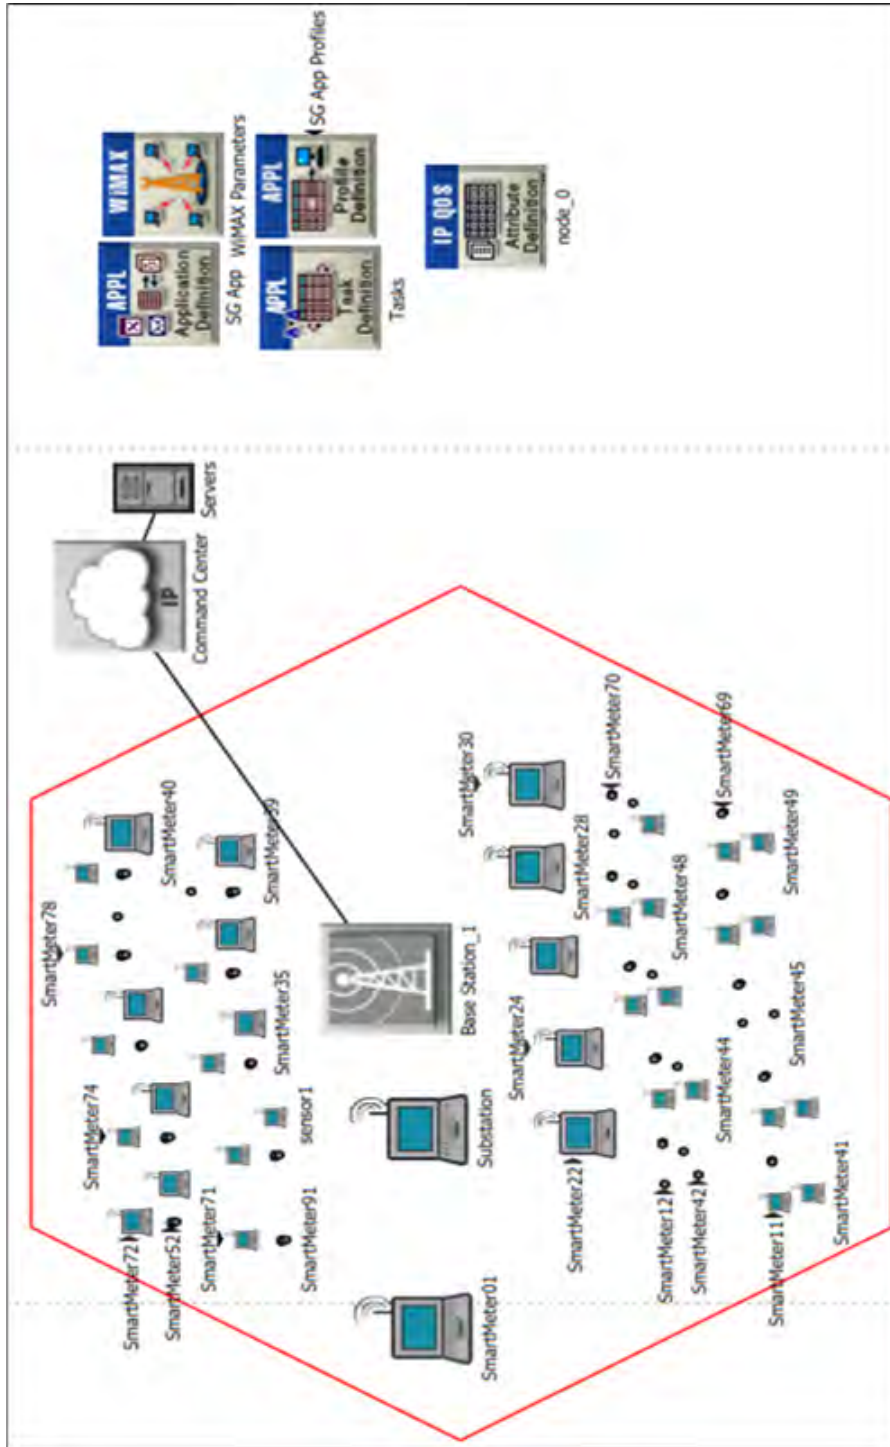 APPL
Application
Definition
SG App
WiMAX
WiMAX Parameters
APPL
Task
Definition
Tasks
APPL
Profile
Definition
SG App Profiles
IP QOS
Attribute
Definition
node_0
Servers
IP
Command Center
SmartMeter78
SmartMeter40
SmartMeter74
SmartMeter72
SmartMeter52
SmartMeter35
SmartMeter71
sensor1
SmartMeter91
Base Station_1
Substation
SmartMeter01
SmartMeter30
SmartMeter24
SmartMeter28
SmartMeter22
SmartMeter70
SmartMeter12
SmartMeter42
SmartMeter48
SmartMeter44
SmartMeter69
SmartMeter11
SmartMeter45
SmartMeter49
SmartMeter41